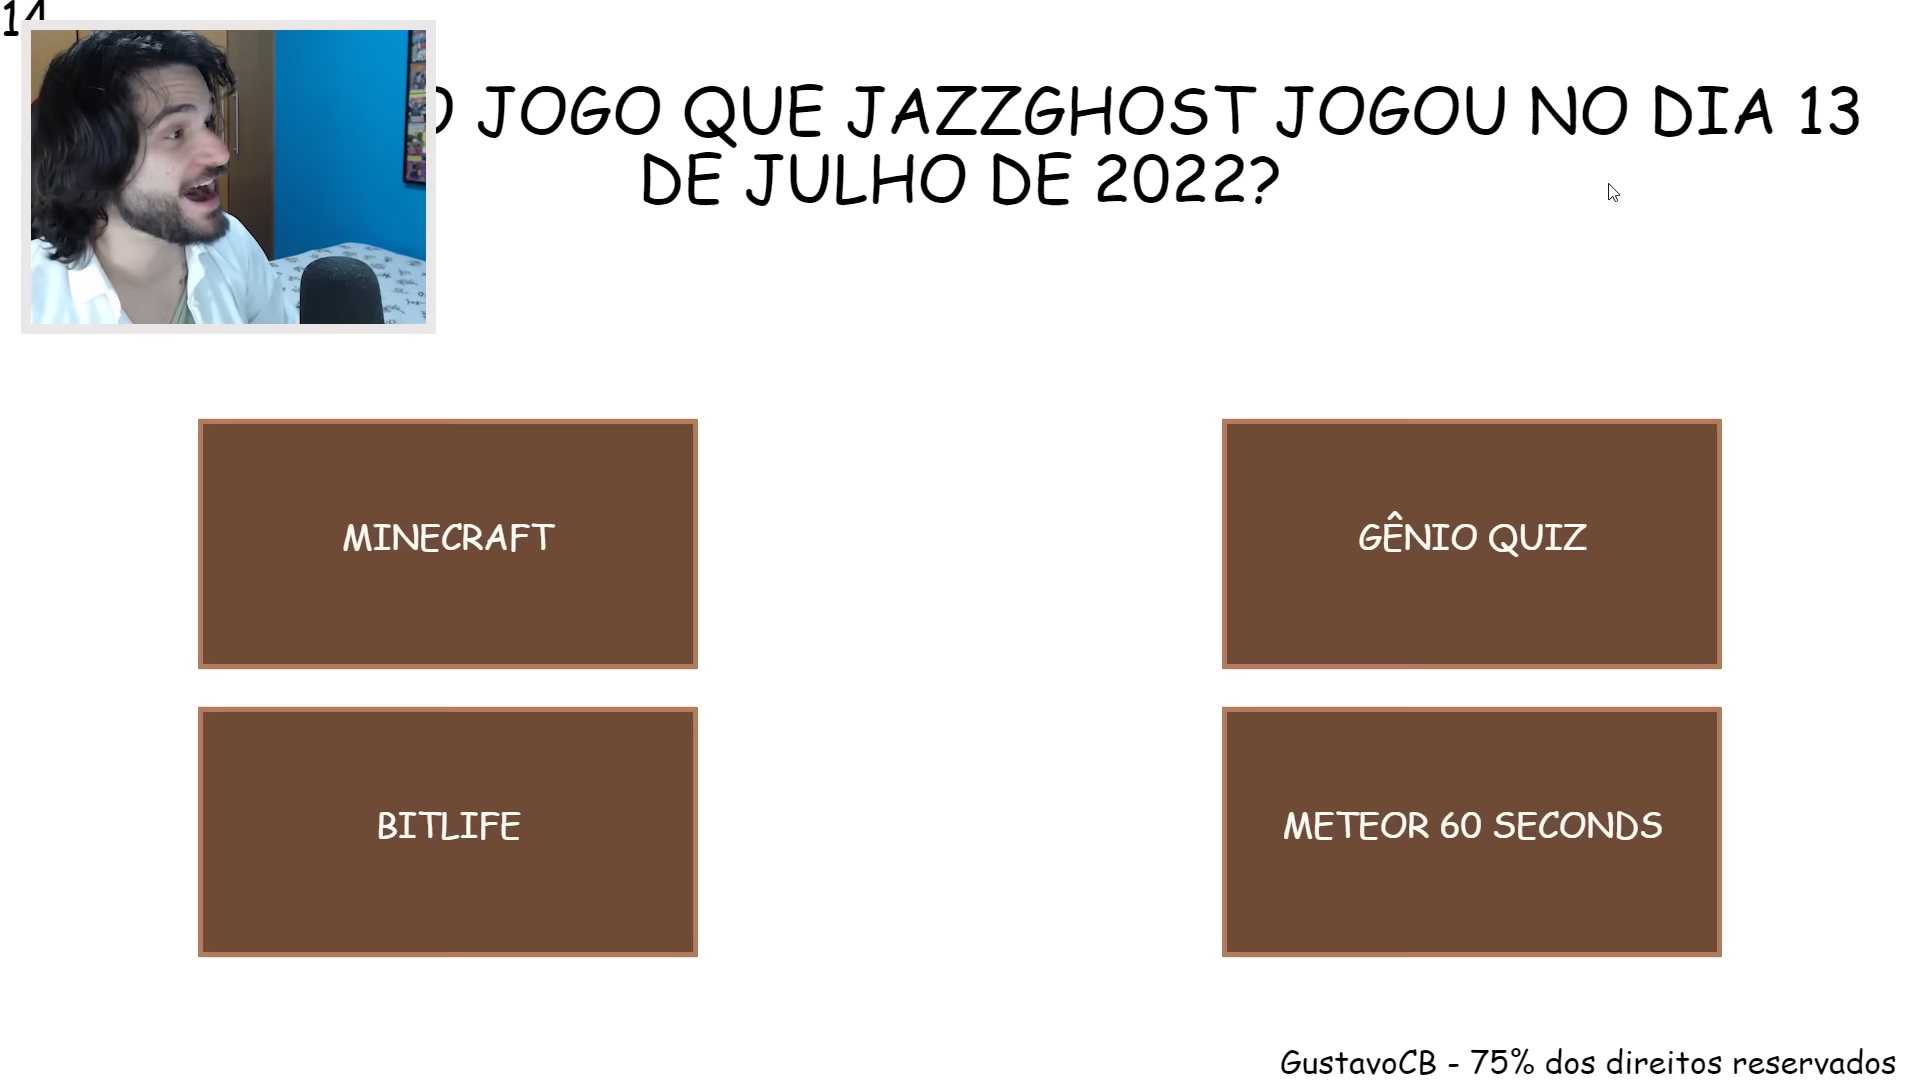 14
JOGO QUE JAZZGHOST JOGOU NO DIA 13
DE JULHO DE 2022?
MINECRAFT
GÊNIO QUIZ
BITLIFE
METEOR 60 SECONDS
GustavoCB - 75% dos direitos reservados